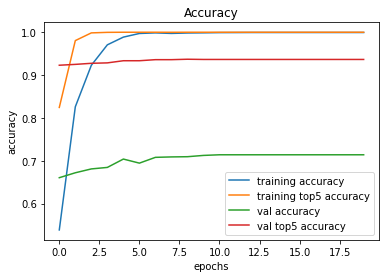 Accuracy
1.0
0.9
0.8
0.7
0.6
accuracy
training accuracy
training top5 accuracy
val accuracy
val top5 accuracy
0.0 2.5 5.0 7.5 10.0 12.5 15.0 17.5
epochs